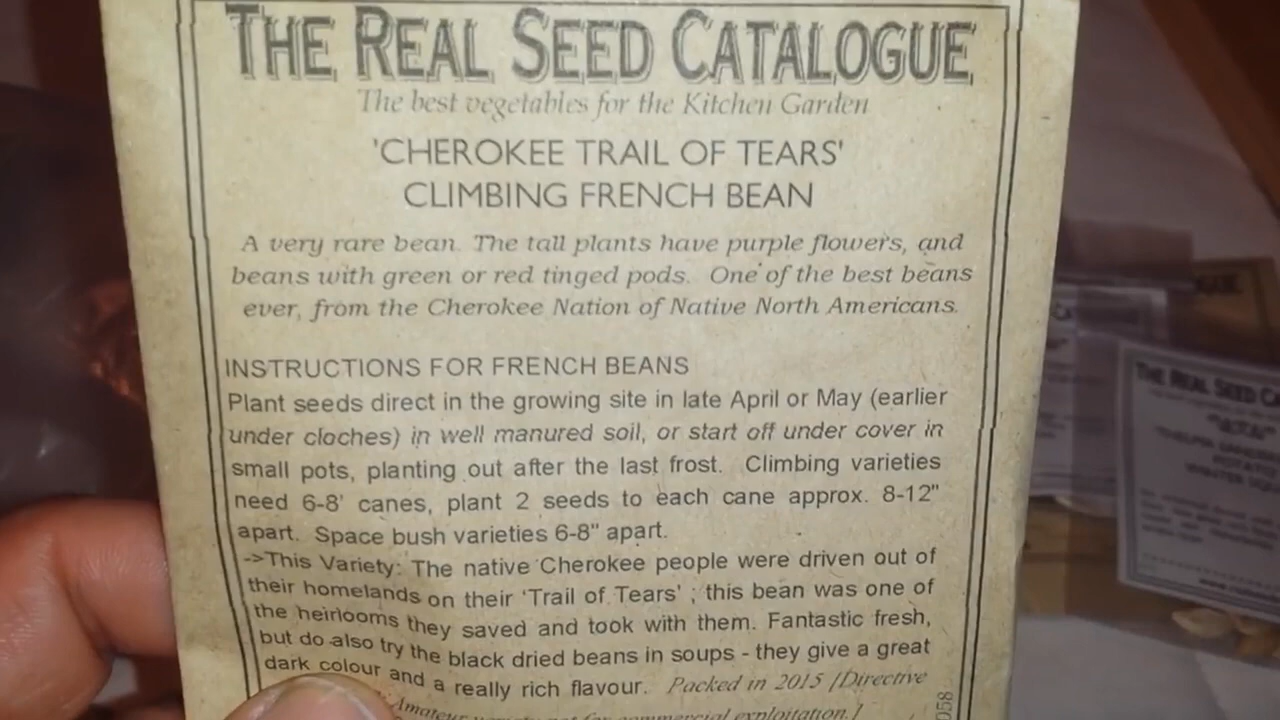 THE REAL SEED CATALOGUE
The best vegetables for the Kitchen Garden
'CHEROKEE TRAIL OF TEARS'
CLIMBING FRENCH BEAN
A very rare bean. The tall plants have purple flowers, and
beans with green or red tinged pods. One of the best beans
ever, from the Cherokee Nation of Native North Americans.
INSTRUCTIONS FOR FRENCH BEANS
Plant seeds direct in the growing site in late April or May (earlier
under cloches) in well manured soil, or start off under cover in
small pots, planting out after the last frost. Climbing varieties
need 6-8' canes, plant 2 seeds to each cane approx. 8-12"
apart. Space bush varieties 6-8" apart.
->This Variety: The native Cherokee people were driven out of
their homelands on their 'Trail of Tears' ; this bean was one of
the heirlooms they saved and took with them. Fantastic fresh,
but do also try the black dried beans in soups - they give a great
dark colour and a really rich flavour. Packed in 2015 [Directive
Amateur not for commercial exploitation.]
058
THE REAL SEED CA